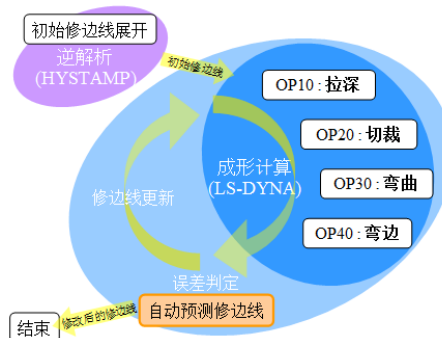 初始修边线展开
逆解析
(HYSTAMP)
初始修边线
OP10 : 拉深
OP20 : 切裁
成形计算
(LS-DYNA)
OP30 : 弯曲
修边线更新
OP40 : 弯边
误差判定
自动预测修边线
修改后的修边线
结束